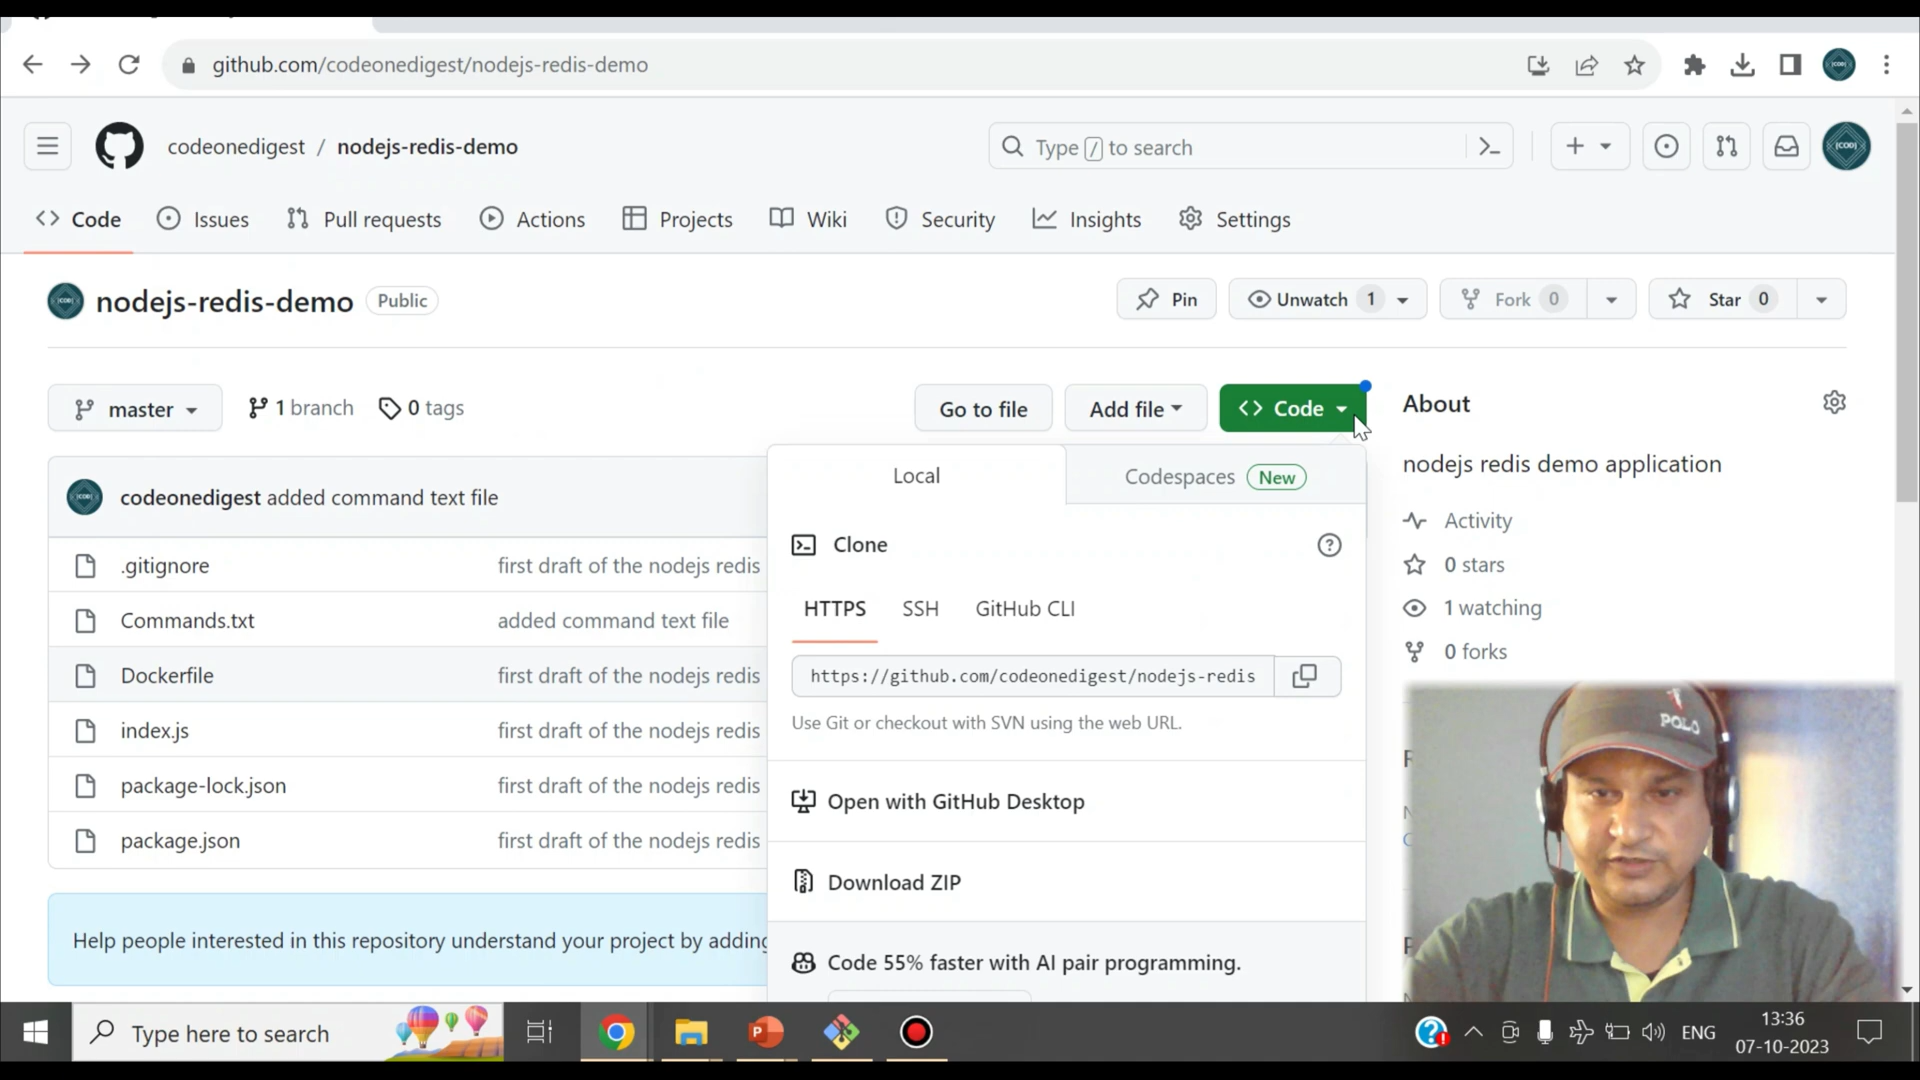 github.com/codeonedigest/nodejs-redis-demo
codeonedigest / nodejs-redis-demo
Type / to search
Code Issues Pull requests Actions Projects Wiki Security Insights Settings
nodejs-redis-demo Public
Pin Unwatch 1 Fork 0 Star 0
master 1 branch 0 tags Go to file Add file Code
About
nodejs redis demo application
Activity
0 stars
1 watching
0 forks
codeonedigest added command text file
.gitignore first draft of the nodejs redis
Commands.txt added command text file
Dockerfile first draft of the nodejs redis
index.js first draft of the nodejs redis
package-lock.json first draft of the nodejs redis
package.json first draft of the nodejs redis
Help people interested in this repository understand your project by adding
Local Codespaces New
Clone
HTTPS SSH GitHub CLI
https://github.com/codeonedigest/nodejs-redis
Use Git or checkout with SVN using the web URL.
Open with GitHub Desktop
Download ZIP
Code 55% faster with AI pair programming.
POLO
Type here to search
ENG
13:36
07-10-2023